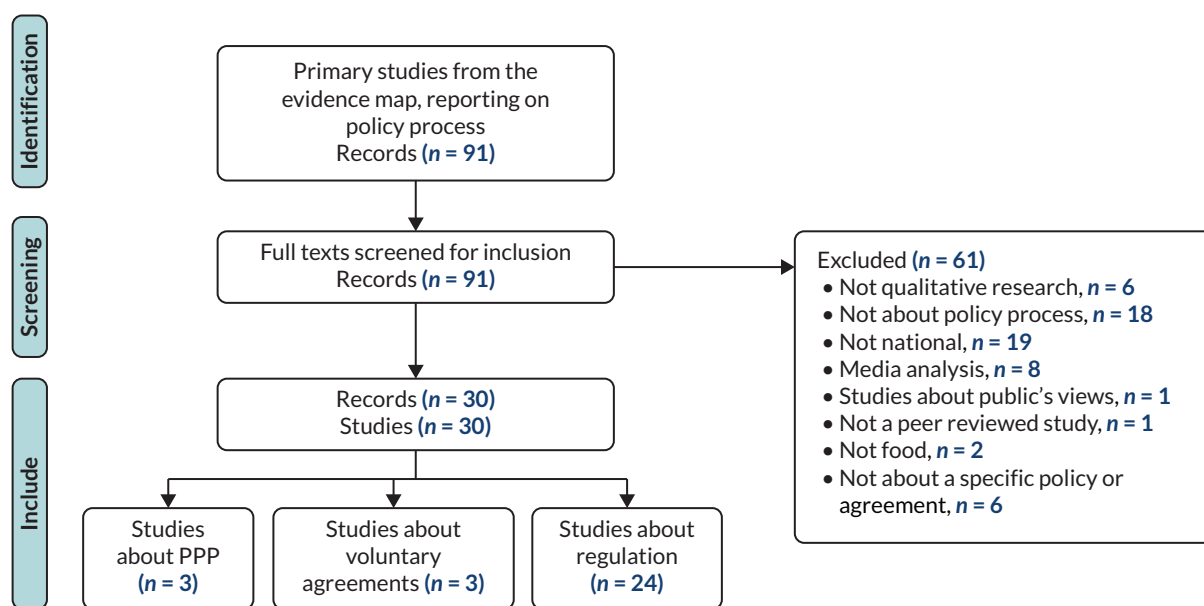 Identification
Primary studies from the
evidence map, reporting on
policy process
Records (n = 91)
Screening
Full texts screened for inclusion
Records (n = 91)
Excluded (n = 61)
• Not qualitative research, n = 6
• Not about policy process, n = 18
• Not national, n = 19
• Media analysis, n = 8
• Studies about public's views, n = 1
• Not a peer reviewed study, n = 1
• Not food, n = 2
• Not about a specific policy or
agreement, n = 6
Include
Records (n = 30)
Studies (n = 30)
Studies
about PPP
(n = 3)
Studies about
voluntary
agreements (n = 3)
Studies about
regulation
(n = 24)